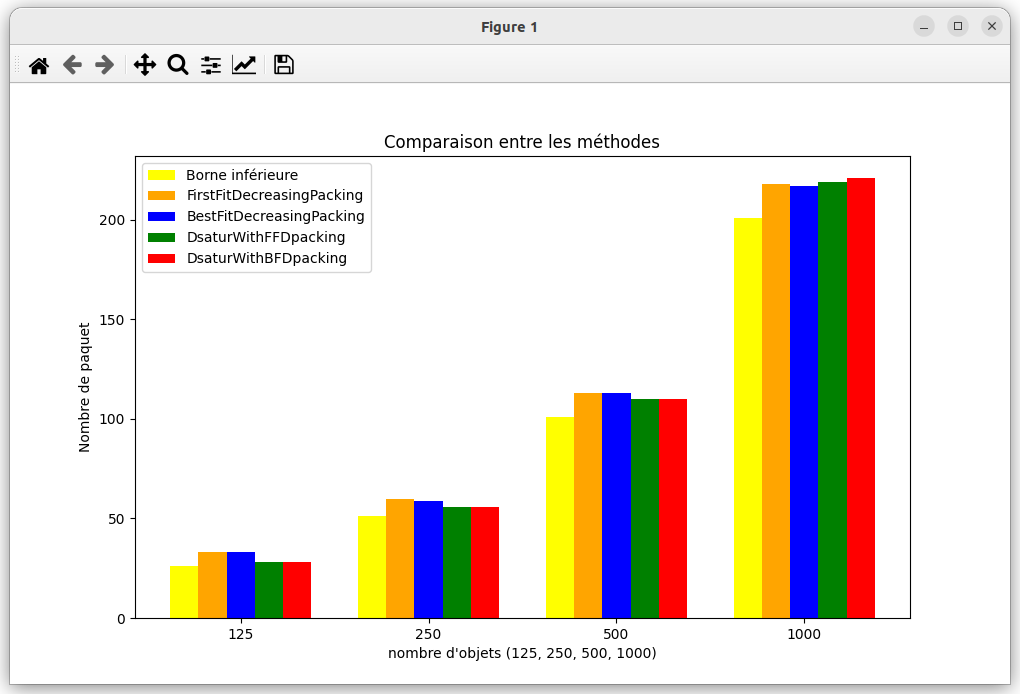 Figure 1
Comparaison entre les méthodes
Borne inférieure
FirstFitDecreasingPacking
BestFitDecreasingPacking
DsaturWithFFDpacking
DsaturWithBFDpacking
Nombre de paquet
200
150
100
50
0
125 250 500 1000
nombre d'objets (125, 250, 500, 1000)